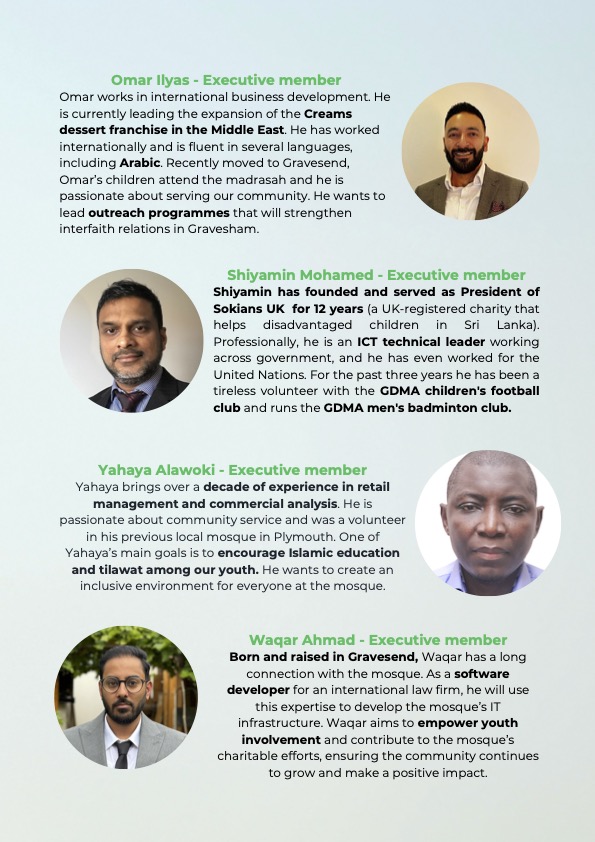 Omar Ilyas - Executive member
Omar works in international business development. He
is currently leading the expansion of the Creams
dessert franchise in the Middle East. He has worked
internationally and is fluent in several languages,
including Arabic. Recently moved to Gravesend,
Omar's children attend the madrasah and he is
passionate about serving our community. He wants to
lead outreach programmes that will strengthen
interfaith relations in Gravesham.
Shiyamin Mohamed - Executive member
Shiyamin has founded and served as President of
Sokians UK for 12 years (a UK-registered charity that
helps disadvantaged children in Sri Lanka).
Professionally, he is an ICT technical leader working
across government, and he has even worked for the
United Nations. For the past three years he has been a
tireless volunteer with the GDMA children's football
club and runs the GDMA men's badminton club.
Yahaya Alawoki - Executive member
Yahaya brings over a decade of experience in retail
management and commercial analysis. He is
passionate about community service and was a volunteer
in his previous local mosque in Plymouth. One of
Yahaya's main goals is to encourage Islamic education
and tilawat among our youth. He wants to create an
inclusive environment for everyone at the mosque.
Waqar Ahmad - Executive member
Born and raised in Gravesend, Waqar has a long
connection with the mosque. As a software
developer for an international law firm, he will use
this expertise to develop the mosque's IT
infrastructure. Waqar aims to empower youth
involvement and contribute to the mosque's
charitable efforts, ensuring the community continues
to grow and make a positive impact.